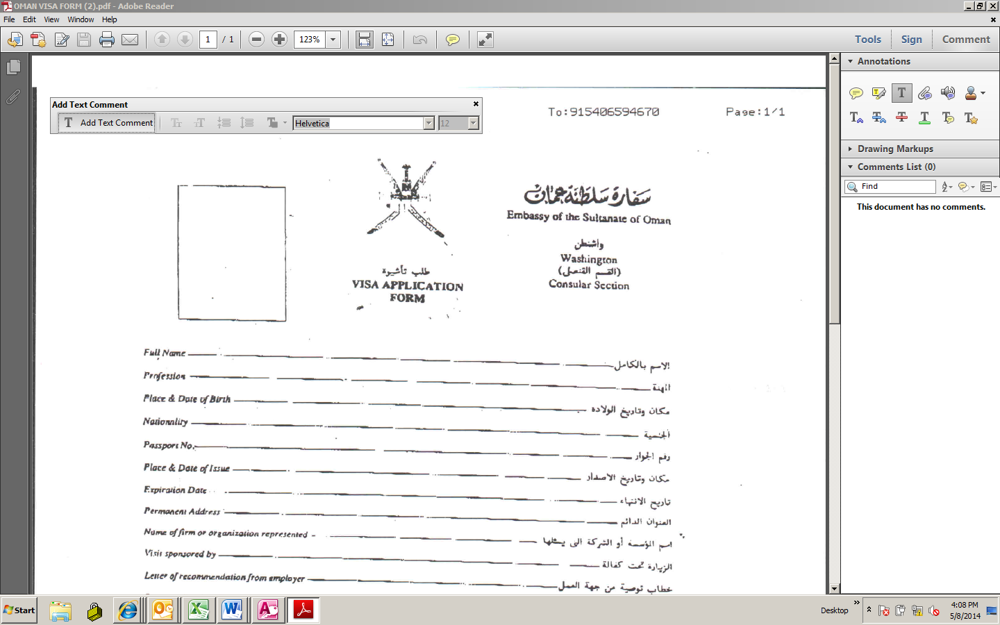 OMAN VISA FORM (2).pdf - Adobe Reader
File Edit View Window Help
1 / 1 123% Tools Sign Comment
Annotations
Add Text Comment
Add Text Comment Helvetica 12
To:915406594670 Page:1/1
Drawing Markups
Comments List (0)
Find
This document has no comments.
سفارة سلطنة عمان
Embassy of the Sultanate of Oman
واشنطن
Washington
(القسم القنصلي)
Consular Section
طلب تأشيرة
VISA APPLICATION
FORM
Full Name الاسم بالكامل
Profession المهنة
Place & Date of Birth مكان وتاريخ الولادة
Nationality الجنسية
Passport No. رقم الجواز
Place & Date of Issue مكان وتاريخ الاصدار
Expiration Date تاريخ الانتهاء
Permanent Address العنوان الدائم
Name of firm or organization represented - اسم المؤسسة أو الشركة التي يمثلها
Visit sponsored by الزيارة تحت كفالة
Letter of recommendation from employer خطاب توصية من جهة العمل
Start Desktop 4:08 PM
5/8/2014